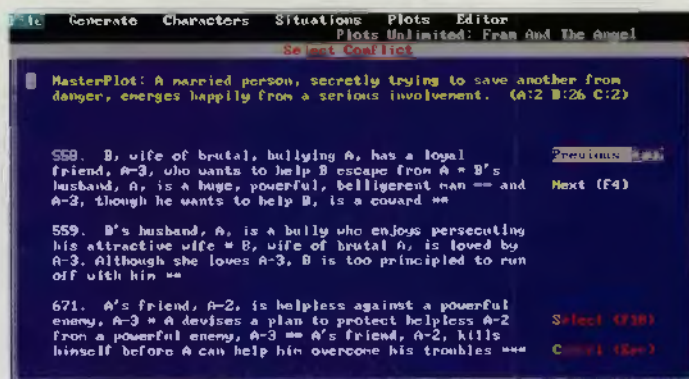 File Generate Characters Situations Plots Editor
Plots Unlimited: Fram And The Angel
Select Conflict
MasterPlot: A married person, secretly trying to save another from
danger, emerges happily from a serious involvement. (A:2 B:26 C:2)
558. B, wife of brutal, bullying A, has a loyal
friend, A-3, who wants to help B escape from A * B's
husband, A, is a huge, powerful, belligerent man -- and
A-3, though he wants to help B, is a coward **
Previous
Next (F4)
559. B's husband, A, is a bully who enjoys persecuting
his attractive wife * B, wife of brutal A, is loved by
A-3. Although she loves A-3, B is too principled to run
off with him **
671. A's friend, A-2, is helpless against a powerful
enemy, A-3 * A devises a plan to protect helpless A-2
from a powerful enemy, A-3 ** A's friend, A-2, kills
himself before A can help him overcome his troubles ***
Select (F10)
Cancel (Esc)